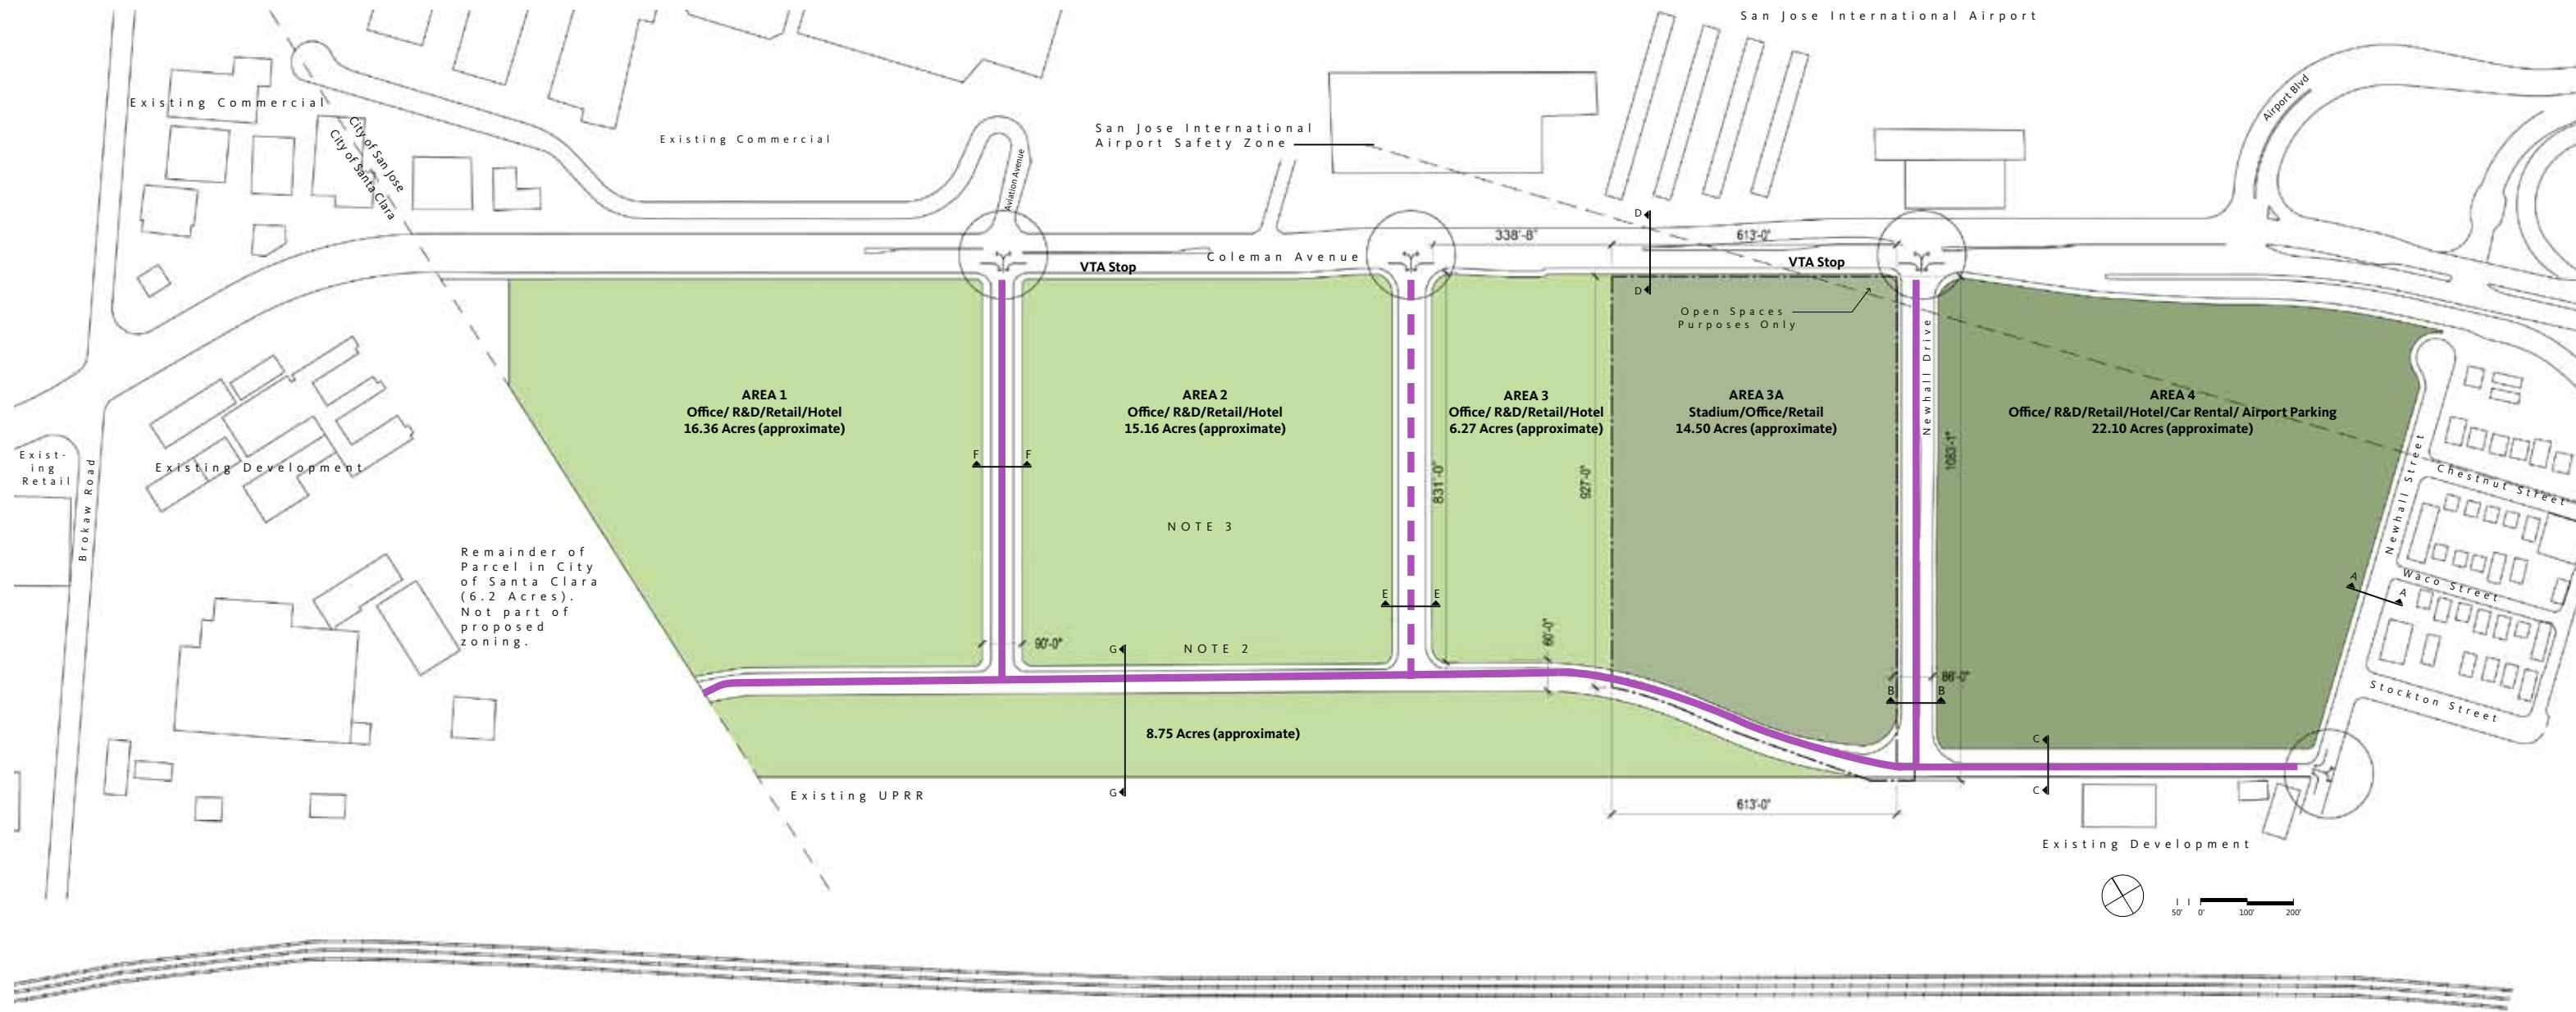 San Jose International Airport
Existing Commercial
City of San Jose
City of Santa Clara
Existing Commercial
Aviation Avenue
San Jose International
Airport Safety Zone
Airport Blvd
D
D
338'-8"
613'-0"
Coleman Avenue
VTA Stop
VTA Stop
Open Spaces
Purposes Only
Newhall Drive
AREA 1
Office/ R&D/Retail/Hotel
16.36 Acres (approximate)
AREA 2
Office/ R&D/Retail/Hotel
15.16 Acres (approximate)
AREA 3
Office/ R&D/Retail/Hotel
6.27 Acres (approximate)
AREA 3A
Stadium/Office/Retail
14.50 Acres (approximate)
AREA 4
Office/ R&D/Retail/Hotel/Car Rental/ Airport Parking
22.10 Acres (approximate)
Exist-
ing
Retail
Brokaw Road
Existing Development
F F
831'-0"
927'-0"
1083'-1"
Newhall Street
Chestnut Street
Waco Street
Stockton Street
NOTE 3
Remainder of
Parcel in City
of Santa Clara
(6.2 Acres).
Not part of
proposed
zoning.
E E
A
A
90'-0"
G
NOTE 2
60'-0"
86'-0"
B B
8.75 Acres (approximate)
C
C
Existing UPRR
G
613'-0"
Existing Development
50' 0' 100' 200'